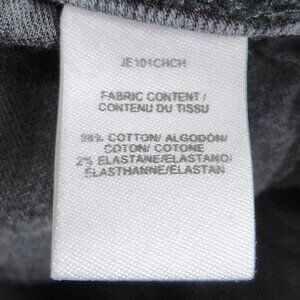 JE101CHCH
FABRIC CONTENT /
CONTENU DU TISSU
98% COTTON/ ALGODÓN/
COTON/ COTONE
2% ELASTANE/ELASTANO/
ÉLASTHANNE/ELASTAN